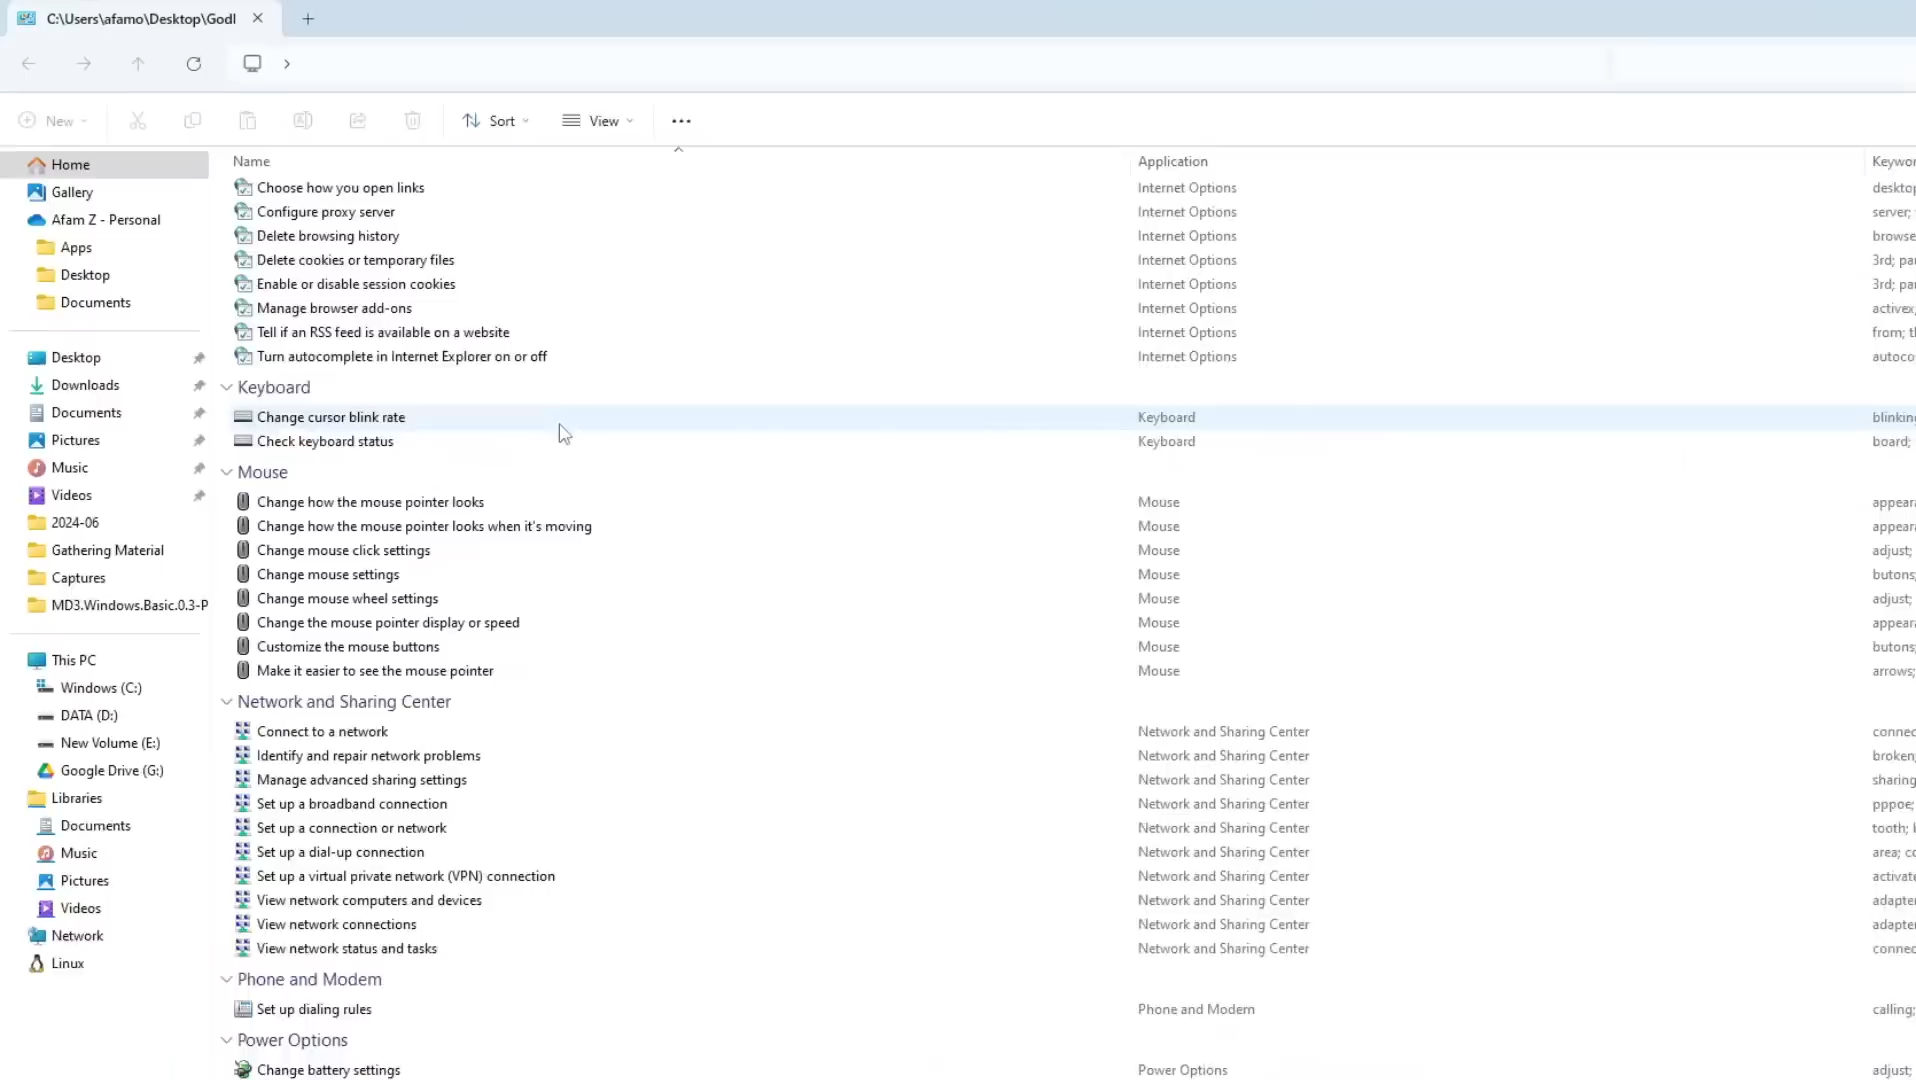 C:\Users\afamo\Desktop\Godl
New
Sort
View
Home
Gallery
Afam Z - Personal
Apps
Desktop
Documents
Desktop
Downloads
Documents
Pictures
Music
Videos
2024-06
Gathering Material
Captures
MD3.Windows.Basic.0.3-P
This PC
Windows (C:)
DATA (D:)
New Volume (E:)
Google Drive (G:)
Libraries
Documents
Music
Pictures
Videos
Network
Linux
Name Application Keywor
Choose how you open links Internet Options desktop
Configure proxy server Internet Options server;
Delete browsing history Internet Options browse
Delete cookies or temporary files Internet Options 3rd; par
Enable or disable session cookies Internet Options 3rd; par
Manage browser add-ons Internet Options activex,
Tell if an RSS feed is available on a website Internet Options from; th
Turn autocomplete in Internet Explorer on or off Internet Options autoco
Keyboard
Change cursor blink rate Keyboard blinking
Check keyboard status Keyboard board;
Mouse
Change how the mouse pointer looks Mouse appeara
Change how the mouse pointer looks when it's moving Mouse appeara
Change mouse click settings Mouse adjust;
Change mouse settings Mouse butons;
Change mouse wheel settings Mouse adjust;
Change the mouse pointer display or speed Mouse appeara
Customize the mouse buttons Mouse butons;
Make it easier to see the mouse pointer Mouse arrows;
Network and Sharing Center
Connect to a network Network and Sharing Center connec
Identify and repair network problems Network and Sharing Center broken;
Manage advanced sharing settings Network and Sharing Center sharing
Set up a broadband connection Network and Sharing Center pppoe;
Set up a connection or network Network and Sharing Center tooth; b
Set up a dial-up connection Network and Sharing Center area; co
Set up a virtual private network (VPN) connection Network and Sharing Center activate
View network computers and devices Network and Sharing Center adapter
View network connections Network and Sharing Center adapter
View network status and tasks Network and Sharing Center connec
Phone and Modem
Set up dialing rules Phone and Modem calling;
Power Options
Change battery settings Power Options adjust;